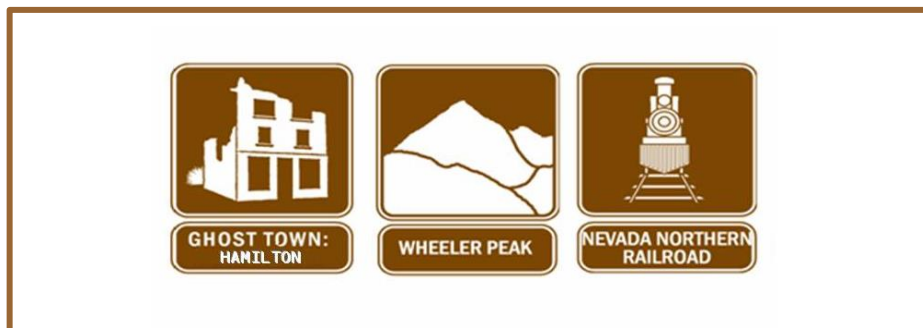 GHOST TOWN:
HAMILTON
WHEELER PEAK
NEVADA NORTHERN
RAILROAD